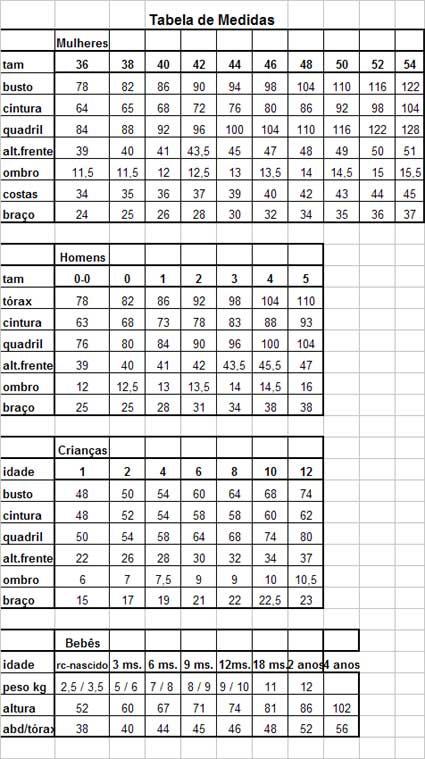 Tabela de Medidas
Mulheres
tam 36 38 40 42 44 46 48 50 52 54
busto 78 82 86 90 94 98 104 110 116 122
cintura 64 65 68 72 76 80 86 92 98 104
quadril 84 88 92 96 100 104 110 116 122 128
alt.frente 39 40 41 43,5 45 47 48 49 50 51
ombro 11,5 11,5 12 12,5 13 13,5 14 14,5 15 15,5
costas 34 35 36 37 39 40 42 43 44 45
braço 24 25 26 28 30 32 34 35 36 37
Homens
tam 0-0 0 1 2 3 4 5
tórax 78 82 86 92 98 104 110
cintura 63 68 73 78 83 88 93
quadril 76 80 84 90 96 100 104
alt.frente 39 40 41 42 43,5 45,5 47
ombro 12 12,5 13 13,5 14 14,5 16
braço 25 25 28 31 34 38 38
Crianças
idade 1 2 4 6 8 10 12
busto 48 50 54 60 64 68 74
cintura 48 52 54 58 58 60 62
quadril 50 54 58 64 68 74 80
alt.frente 22 26 28 30 32 34 37
ombro 6 7 7,5 9 9 10 10,5
braço 15 17 19 21 22 22,5 23
Bebês
idade rc-nascido 3 ms. 6 ms. 9 ms. 12ms. 18 ms. 2 anos 4 anos
peso kg 2,5 / 3,5 5 / 6 7 / 8 8 / 9 9 / 10 11 12
altura 52 60 67 71 74 81 86 102
abd/tórax 38 40 44 45 46 48 52 56